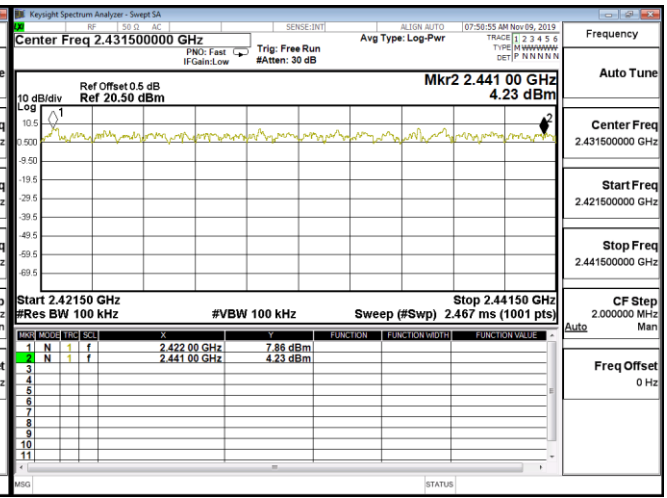 Keysight Spectrum Analyzer - Swept SA
RF 50 Ω AC SENSE:INT ALIGN AUTO 07:50:55 AM Nov 09, 2019
Center Freq 2.431500000 GHz
PNO: Fast
IFGain:Low
Trig: Free Run
#Atten: 30 dB
Avg Type: Log-Pwr
TRACE 1 2 3 4 5 6
TYPE M WWWWW
DET P N N N N N
Ref Offset 0.5 dB
Ref 20.50 dBm
10 dB/div
Log
Mkr2 2.441 00 GHz
4.23 dBm
1
2
10.5
0.500
-9.50
-19.5
-29.5
-39.5
-49.5
-59.5
-69.5
Start 2.42150 GHz
Stop 2.44150 GHz
#Res BW 100 kHz
#VBW 100 kHz
Sweep (#Swp) 2.467 ms (1001 pts)
MKR MODE TRC SCL X Y FUNCTION FUNCTION WIDTH FUNCTION VALUE
1 N 1 f 2.422 00 GHz 7.86 dBm
2 N 1 f 2.441 00 GHz 4.23 dBm
3
4
5
6
7
8
9
10
11
MSG
STATUS
Frequency
Auto Tune
Center Freq
2.431500000 GHz
Start Freq
2.421500000 GHz
Stop Freq
2.441500000 GHz
CF Step
2.000000 MHz
Auto Man
Freq Offset
0 Hz